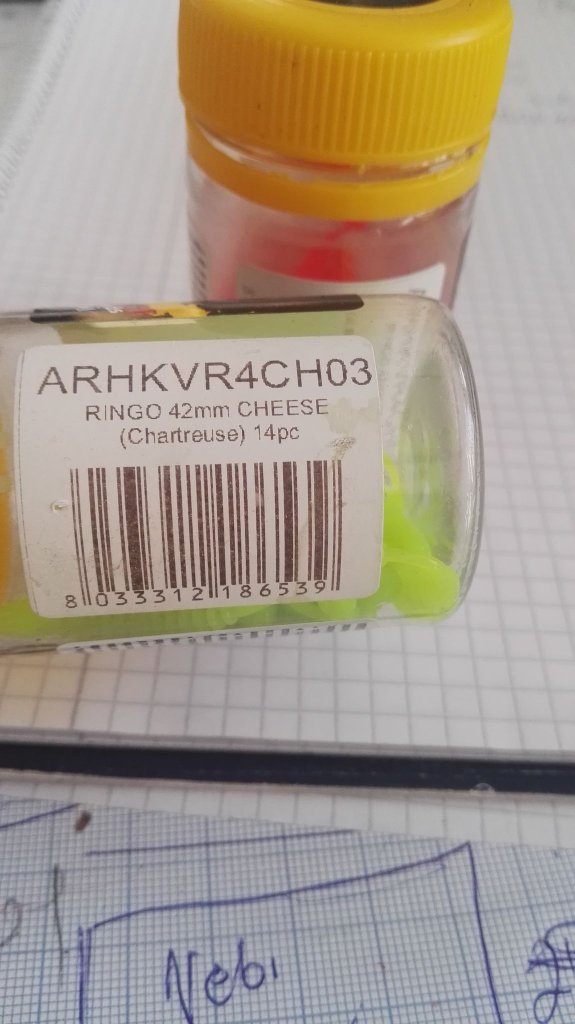 ARHKVR4CH03
RINGO 42mm CHEESE
(Chartreuse) 14pc
8 033312 186539
Nebi